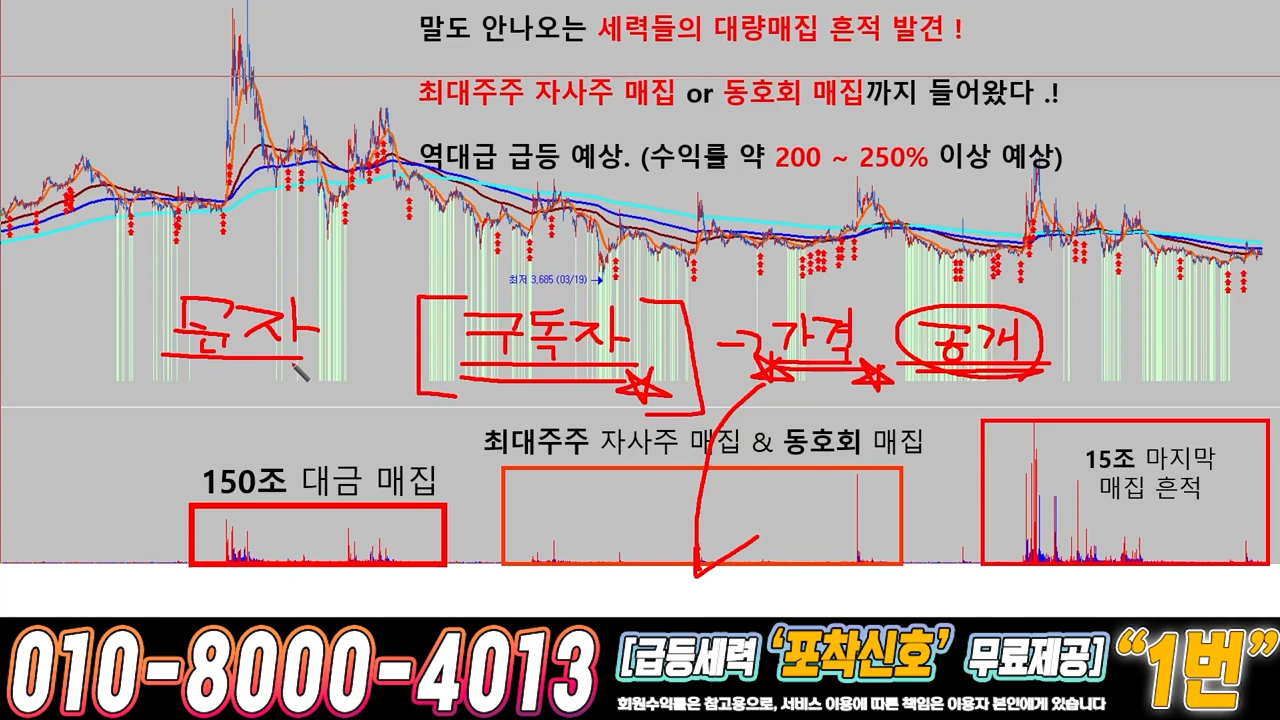 말도 안나오는 세력들의 대량매집 흔적 발견 !
최대주주 자사주 매집 or 동호회 매집까지 들어왔다 .!
역대급 급등 예상. (수익률 약 200 ~ 250% 이상 예상)
최저 3,685 (03/19)
문자
구독자
가격
공개
최대주주 자사주 매집 & 동호회 매집
150조 대금 매집
15조 마지막
매집 흔적
010-8000-4013
[급등세력 '포착신호' 무료제공] "1번"
회원수익률은 참고용으로, 서비스 이용에 따른 책임은 이용자 본인에게 있습니다